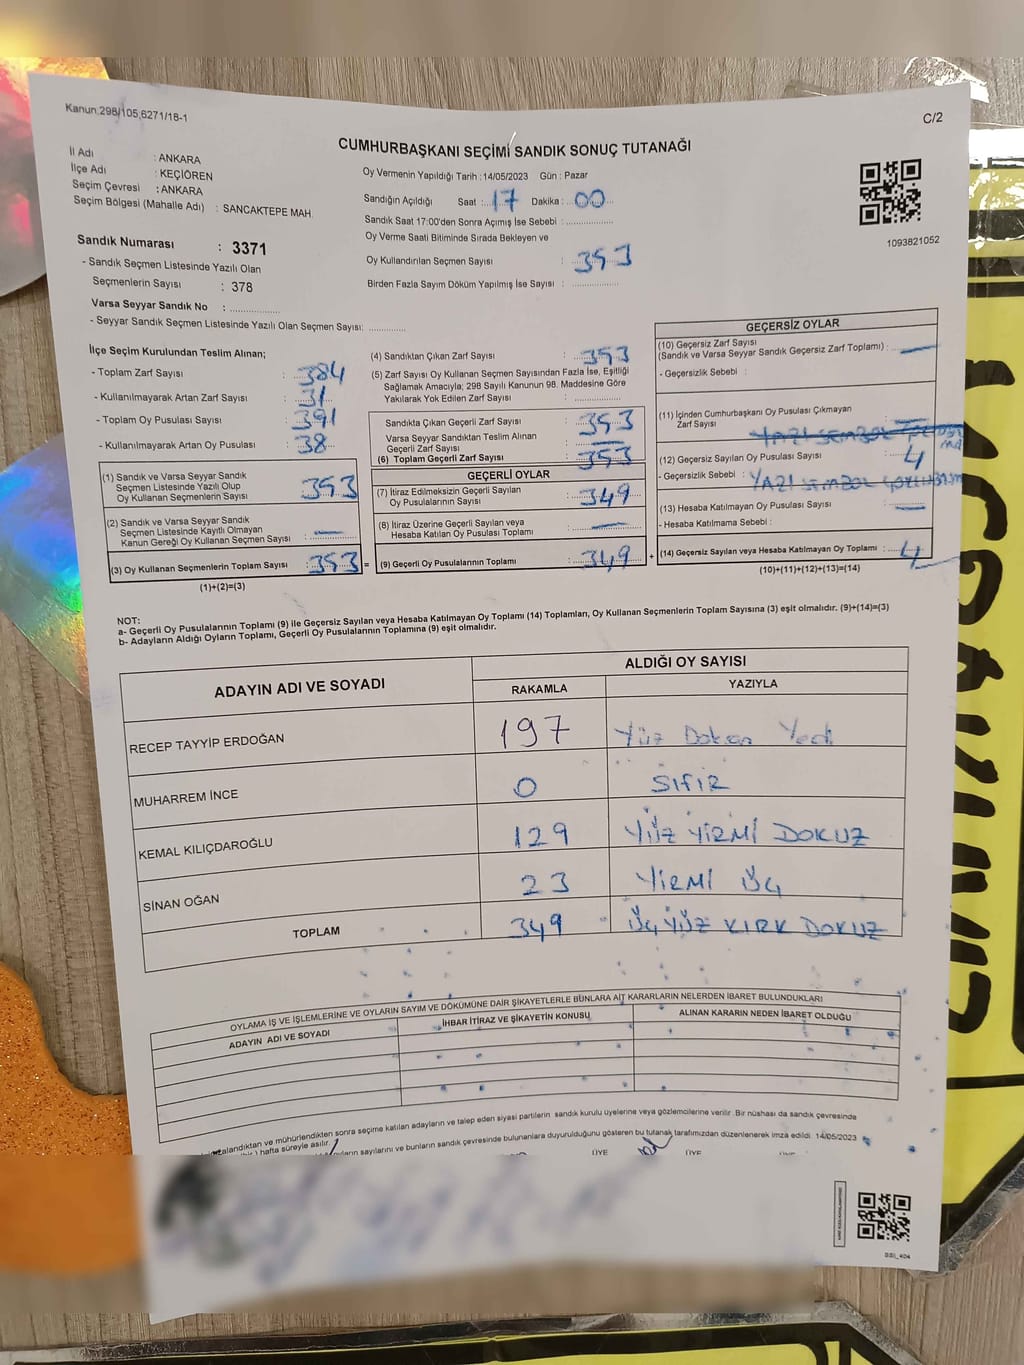 Kanun:298/105,6271/18-1
C/2
CUMHURBAŞKANI SEÇİMİ SANDIK SONUÇ TUTANAĞI
İl Adı : ANKARA
İlçe Adı : KEÇİÖREN
Seçim Çevresi : ANKARA
Seçim Bölgesi (Mahalle Adı) : SANCAKTEPE MAH.
Oy Vermenin Yapıldığı Tarih :14/05/2023 Gün : Pazar
Sandığın Açıldığı Saat : 17 Dakika : 00
Sandık Saat 17:00'den Sonra Açımış İse Sebebi :
Oy Verme Saati Bitiminde Sırada Bekleyen ve
Oy Kullandırılan Seçmen Sayısı : 353
Birden Fazla Sayım Döküm Yapılmış İse Sayısı :
1093821052
Sandık Numarası : 3371
- Sandık Seçmen Listesinde Yazılı Olan
Seçmenlerin Sayısı : 378
Varsa Seyyar Sandık No :
- Seyyar Sandık Seçmen Listesinde Yazılı Olan Seçmen Sayısı:
İlçe Seçim Kurulundan Teslim Alınan;
- Toplam Zarf Sayısı : 384
- Kullanılmayarak Artan Zarf Sayısı : 31
- Toplam Oy Pusulası Sayısı : 391
- Kullanılmayarak Artan Oy Pusulası : 38
(1) Sandık ve Varsa Seyyar Sandık
Seçmen Listesinde Yazılı Olup
Oy Kullanan Seçmenlerin Sayısı : 353
(2) Sandık ve Varsa Seyyar Sandık
Seçmen Listesinde Kayıtlı Olmayan
Kanun Gereği Oy Kullanan Seçmen Sayısı : —
(3) Oy Kullanan Seçmenlerin Toplam Sayısı : 353
(1)+(2)=(3)
(4) Sandıktan Çıkan Zarf Sayısı : 353
(5) Zarf Sayısı Oy Kullanan Seçmen Sayısından Fazla İse, Eşitliği
Sağlamak Amacıyla; 298 Sayılı Kanunun 98. Maddesine Göre
Yakılarak Yok Edilen Zarf Sayısı :
Sandıkta Çıkan Geçerli Zarf Sayısı : 353
Varsa Seyyar Sandıktan Teslim Alınan
Geçerli Zarf Sayısı : —
(6) Toplam Geçerli Zarf Sayısı : 353
GEÇERLİ OYLAR
(7) İtiraz Edilmeksizin Geçerli Sayılan
Oy Pusulalarının Sayısı : 349
(8) İtiraz Üzerine Geçerli Sayılan veya
Hesaba Katılan Oy Pusulası Toplamı : —
= (9) Geçerli Oy Pusulalarının Toplamı : 349
GEÇERSİZ OYLAR
(10) Geçersiz Zarf Sayısı
(Sandık ve Varsa Seyyar Sandık Geçersiz Zarf Toplamı) : —
- Geçersizlik Sebebi :
(11) İçinden Cumhurbaşkanı Oy Pusulası Çıkmayan
Zarf Sayısı : —
YAZI SEMBOL
(12) Geçersiz Sayılan Oy Pusulası Sayısı : 4
- Geçersizlik Sebebi : YAZI SEMBOL
(13) Hesaba Katılmayan Oy Pusulası Sayısı : —
- Hesaba Katılmama Sebebi :
+ (14) Geçersiz Sayılan veya Hesaba Katılmayan Oy Toplamı : 4
(10)+(11)+(12)+(13)=(14)
NOT:
a- Geçerli Oy Pusulalarının Toplamı (9) ile Geçersiz Sayılan veya Hesaba Katılmayan Oy Toplamı (14) Toplamları, Oy Kullanan Seçmenlerin Toplam Sayısına (3) eşit olmalıdır. (9)+(14)=(3)
b- Adayların Aldığı Oyların Toplamı, Geçerli Oy Pusulalarının Toplamına (9) eşit olmalıdır.
ADAYIN ADI VE SOYADI
ALDIĞI OY SAYISI
RAKAMLA YAZIYLA
RECEP TAYYİP ERDOĞAN 197 Yüz Doksan Yedi
MUHARREM İNCE 0 SIFIR
KEMAL KILIÇDAROĞLU 129 YÜZ YİRMİ DOKUZ
SİNAN OĞAN 23 YİRMİ ÜÇ
TOPLAM 349 ÜÇYÜZ KIRK DOKUZ
OYLAMA İŞ VE İŞLEMLERİNE VE OYLARIN SAYIM VE DÖKÜMÜNE DAİR ŞİKAYETLERLE BUNLARA AİT KARARLARIN NELERDEN İBARET BULUNDUKLARI
ADAYIN ADI VE SOYADI İHBAR İTİRAZ VE ŞİKAYETİN KONUSU ALINAN KARARIN NEDEN İBARET OLDUĞU
alandıktan ve mühürlendikten sonra seçime katılan adayların ve talep eden siyasi partilerin sandık kurulu üyelerine veya gözlemcilerine verilir. Bir nüshası da sandık çevresinde
hafta süreyle asılır.
sayılarını ve bunların sandık çevresinde bulunanlara duyurulduğunu gösteren bu tutanak tarafımızdan düzenlenerek imza edildi. 14/05/2023
ÜYE ÜYE